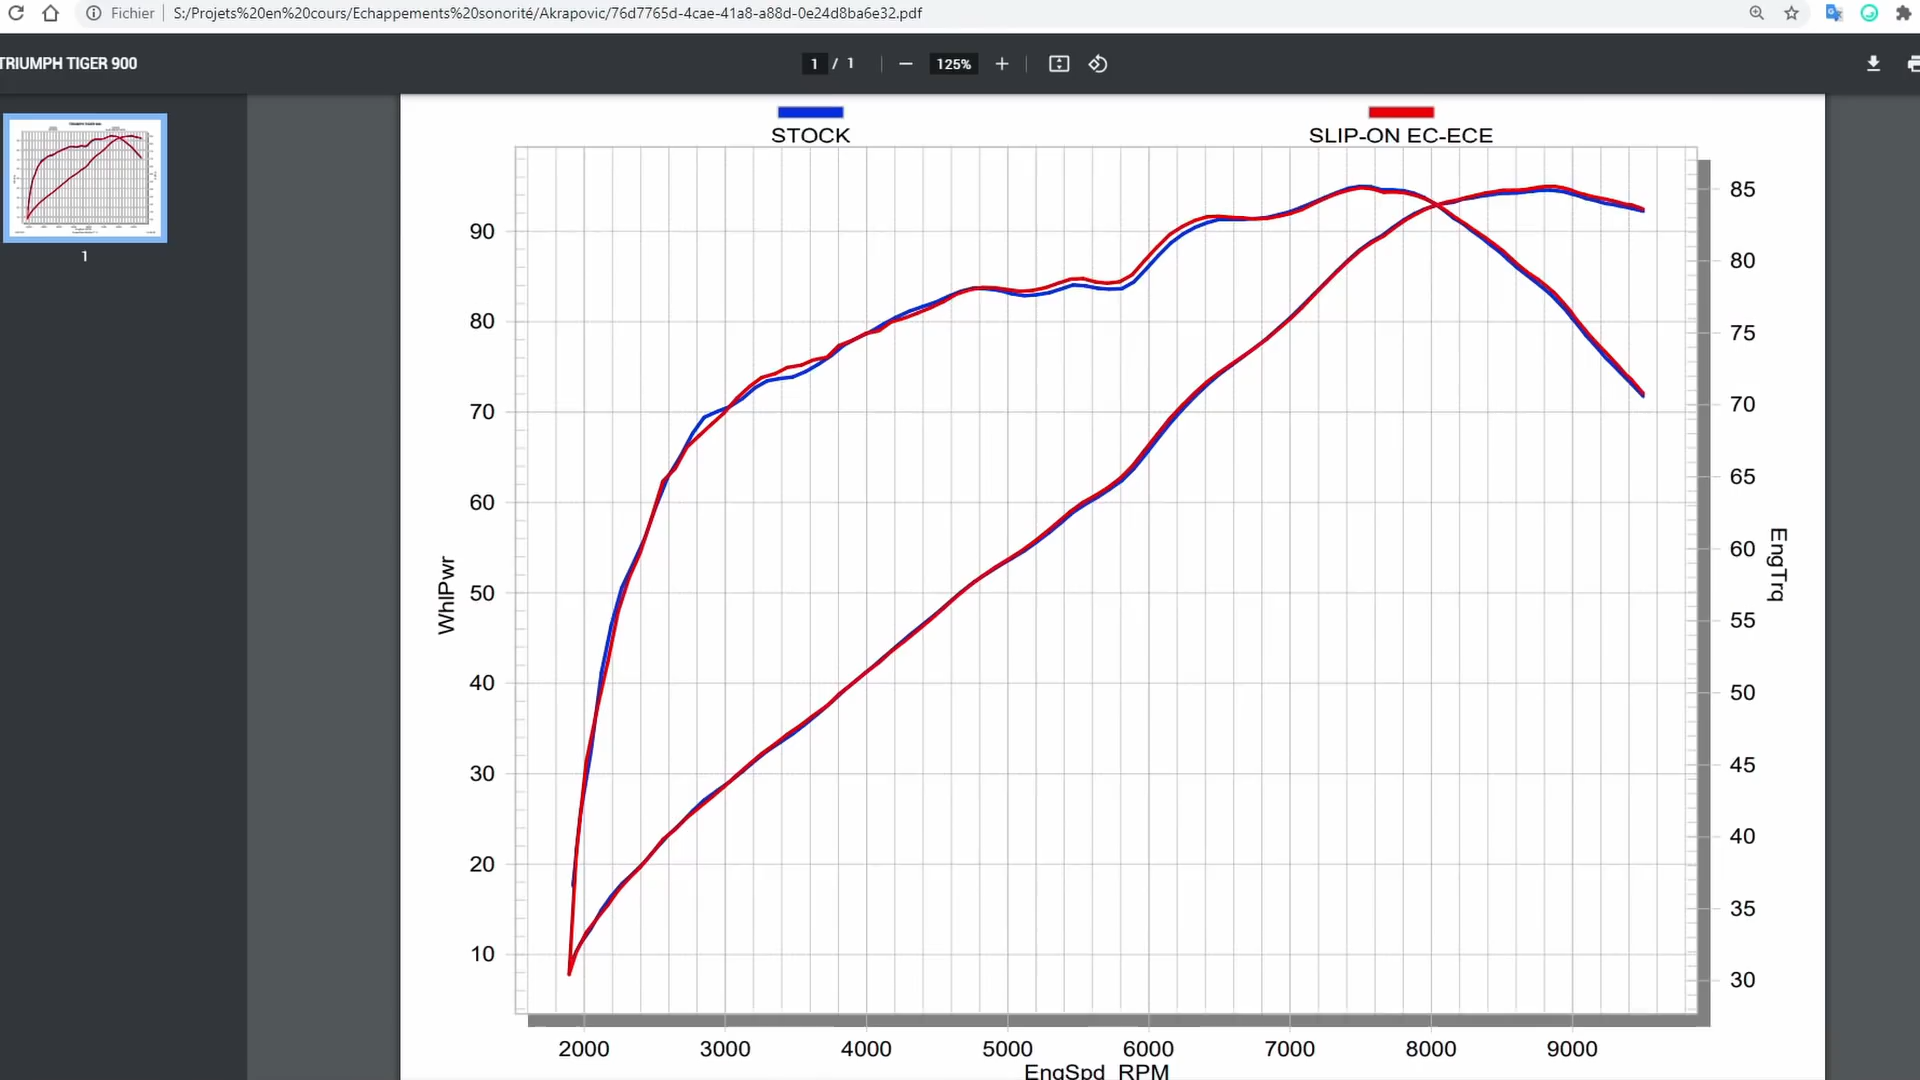 Fichier S:/Projets%20en%20cours/Echappements%20sonorité/Akrapovic/76d7765d-4cae-41a8-a88d-0e24d8ba6e32.pdf
TRIUMPH TIGER 900
1 / 1
125%
1
STOCK
SLIP-ON EC-ECE
90
80
70
60
50
40
30
20
10
WhlPwr
85
80
75
70
65
60
55
50
45
40
35
30
EngTrq
2000 3000 4000 5000 6000 7000 8000 9000
EngSpd RPM